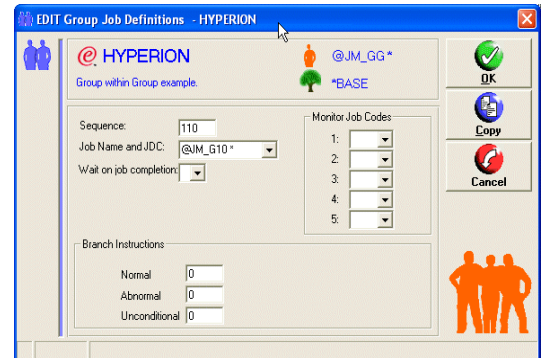 EDIT Group Job Definitions - HYPERION
e HYPERION
@JM_GG *
Group within Group example.
*BASE
OK
Sequence: 110
Job Name and JDC: @JM_G10 *
Wait on job completion:
Monitor Job Codes
1:
2:
3:
4:
5:
Copy
Cancel
Branch Instructions
Normal 0
Abnormal 0
Unconditional 0